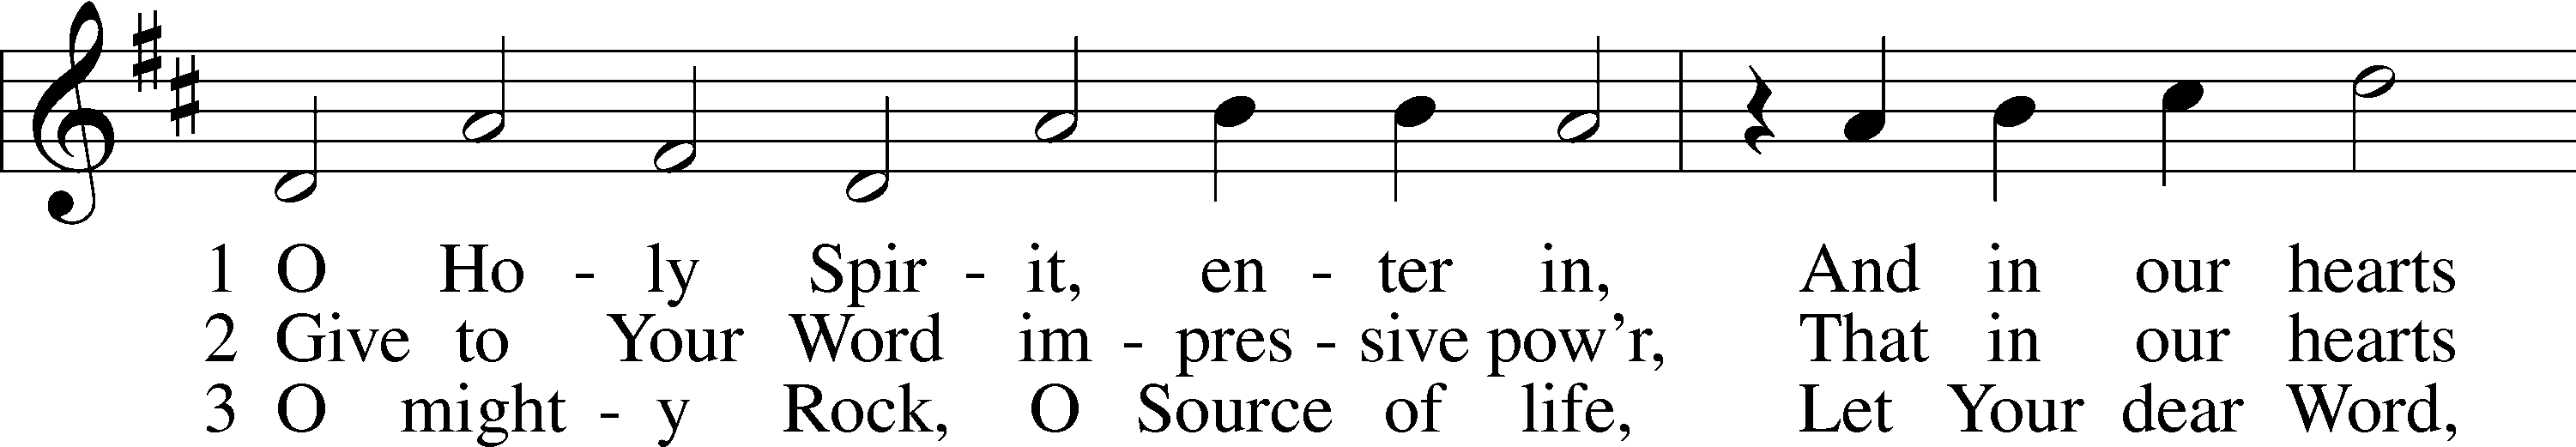 1 O Ho - ly Spir - it, en - ter in, And in our hearts
2 Give to Your Word im - pres - sive pow'r, That in our hearts
3 O might - y Rock, O Source of life, Let Your dear Word,